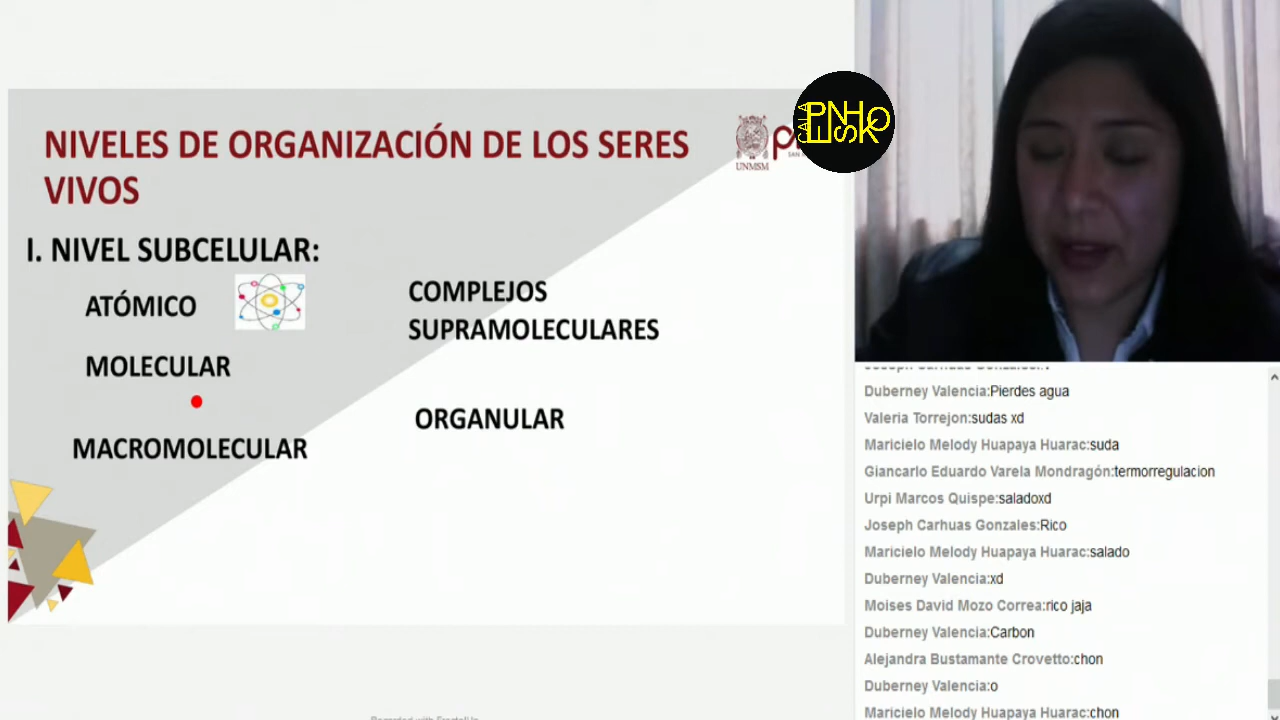 NIVELES DE ORGANIZACIÓN DE LOS SERES
VIVOS
UNMSM
I. NIVEL SUBCELULAR:
ATÓMICO
MOLECULAR
MACROMOLECULAR
COMPLEJOS
SUPRAMOLECULARES
ORGANULAR
Duberney Valencia:Pierdes agua
Valeria Torrejon:sudas xd
Maricielo Melody Huapaya Huarac:suda
Giancarlo Eduardo Varela Mondragón:termorregulacion
Urpi Marcos Quispe:saladoxd
Joseph Carhuas Gonzales:Rico
Maricielo Melody Huapaya Huarac:salado
Duberney Valencia:xd
Moises David Mozo Correa:rico jaja
Duberney Valencia:Carbon
Alejandra Bustamante Crovetto:chon
Duberney Valencia:o
Maricielo Melody Huapaya Huarac:chon